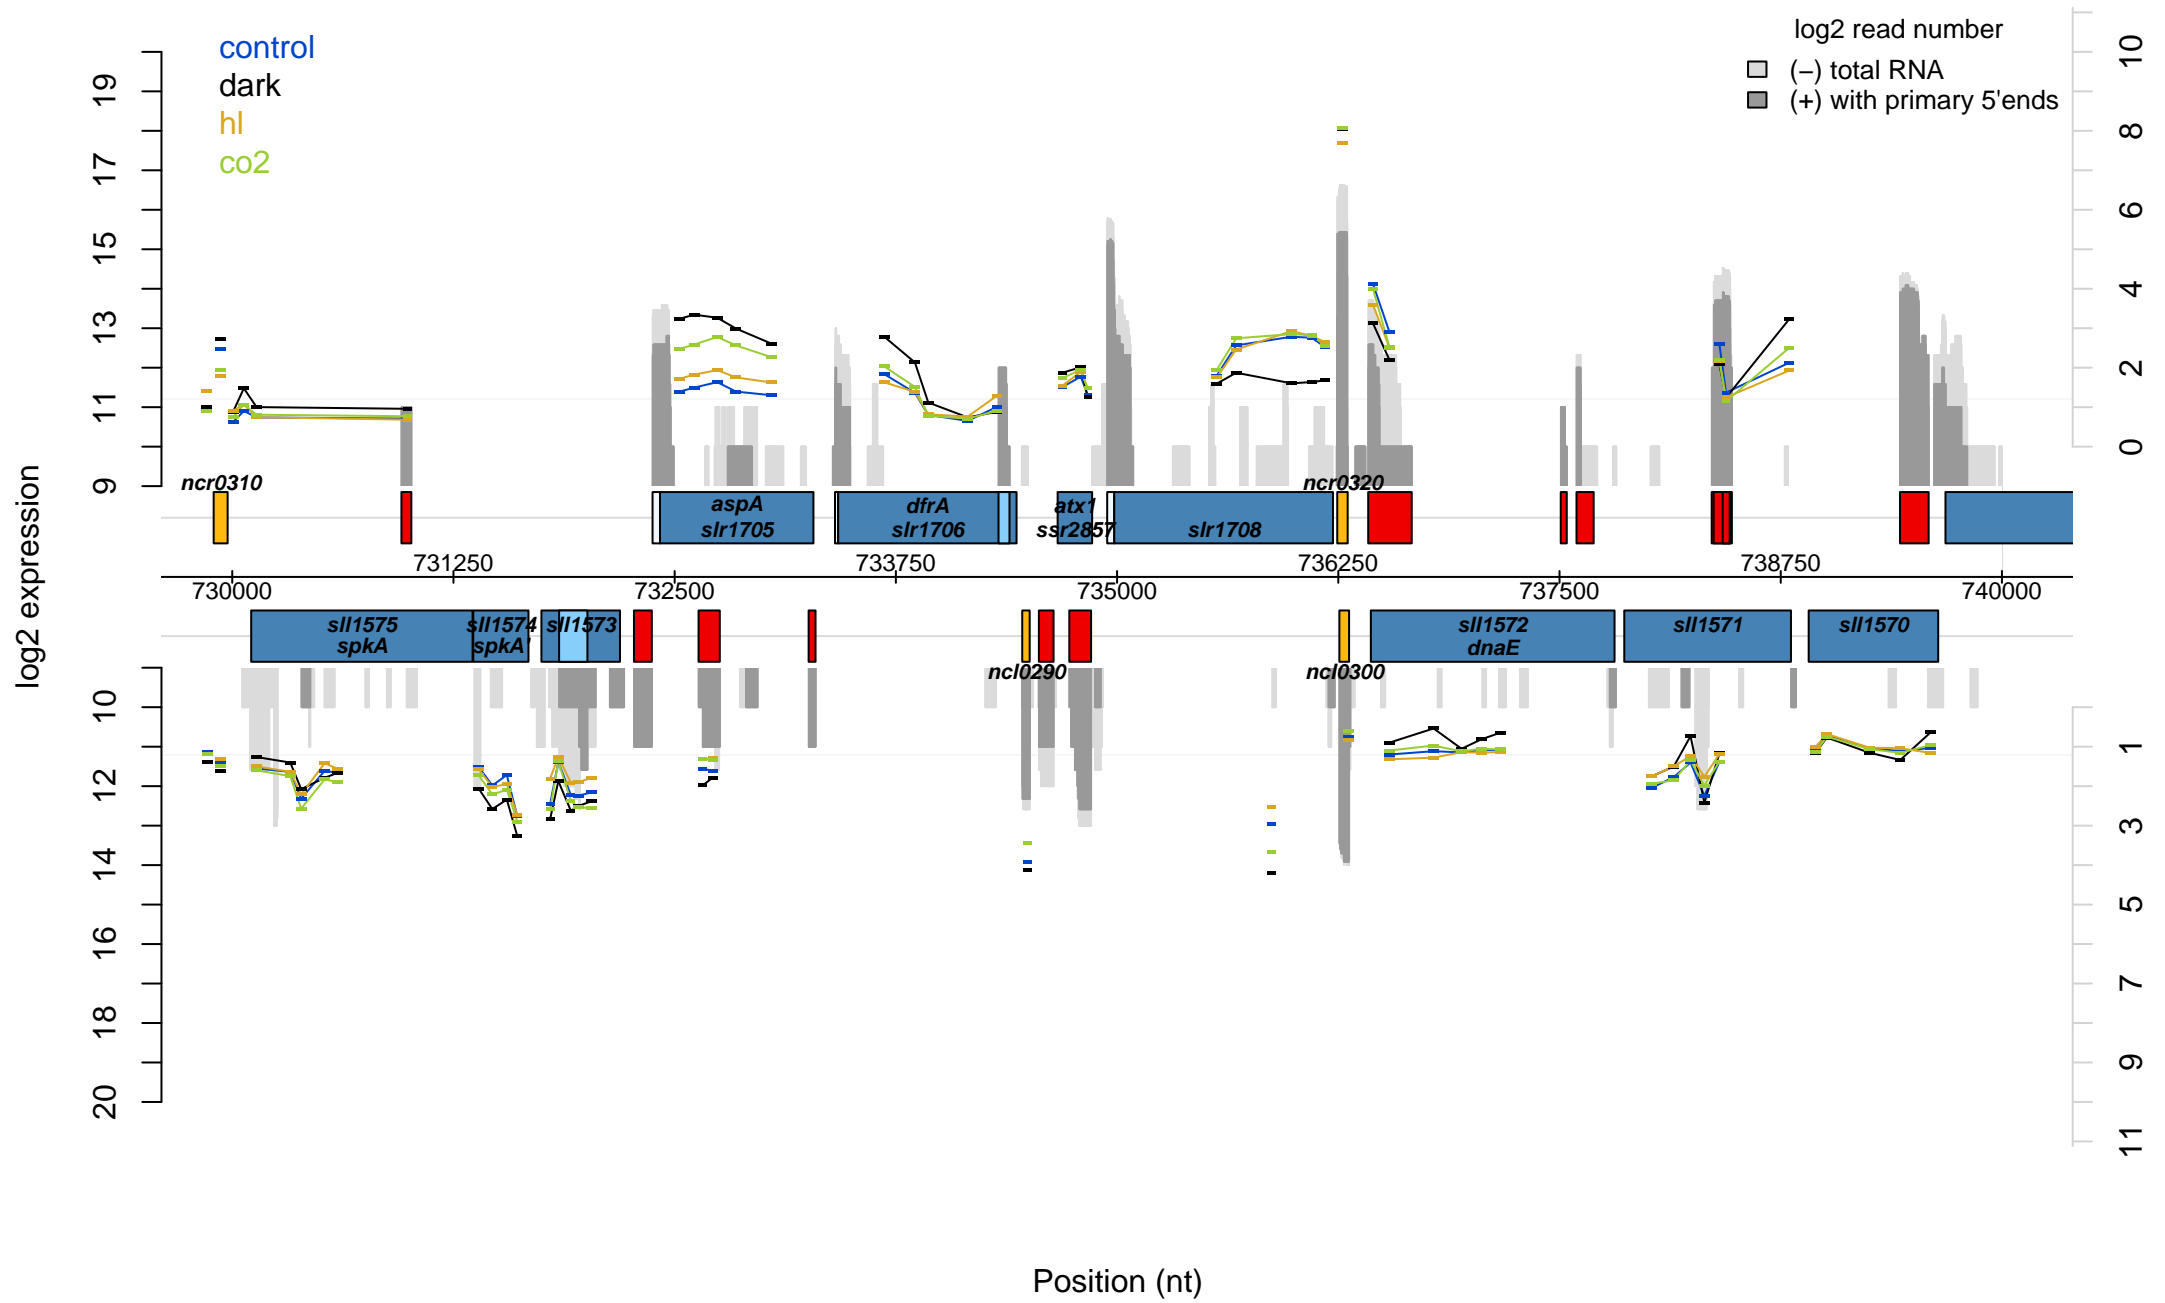 control
dark
hl
co2
log2 read number
(−) total RNA
(+) with primary 5'ends
19
17
15
13
11
9
10
8
6
4
2
0
log2 expression
ncr0310
ncr0320
aspA
slr1705
dfrA
slr1706
atx1
ssr2857
slr1708
731250
733750
736250
738750
730000
732500
735000
737500
740000
sll1575
spkA
sll1574
spkA'
sll1573
sll1572
dnaE
sll1571
sll1570
ncl0290
ncl0300
10
12
14
16
18
20
1
3
5
7
9
11
Position (nt)